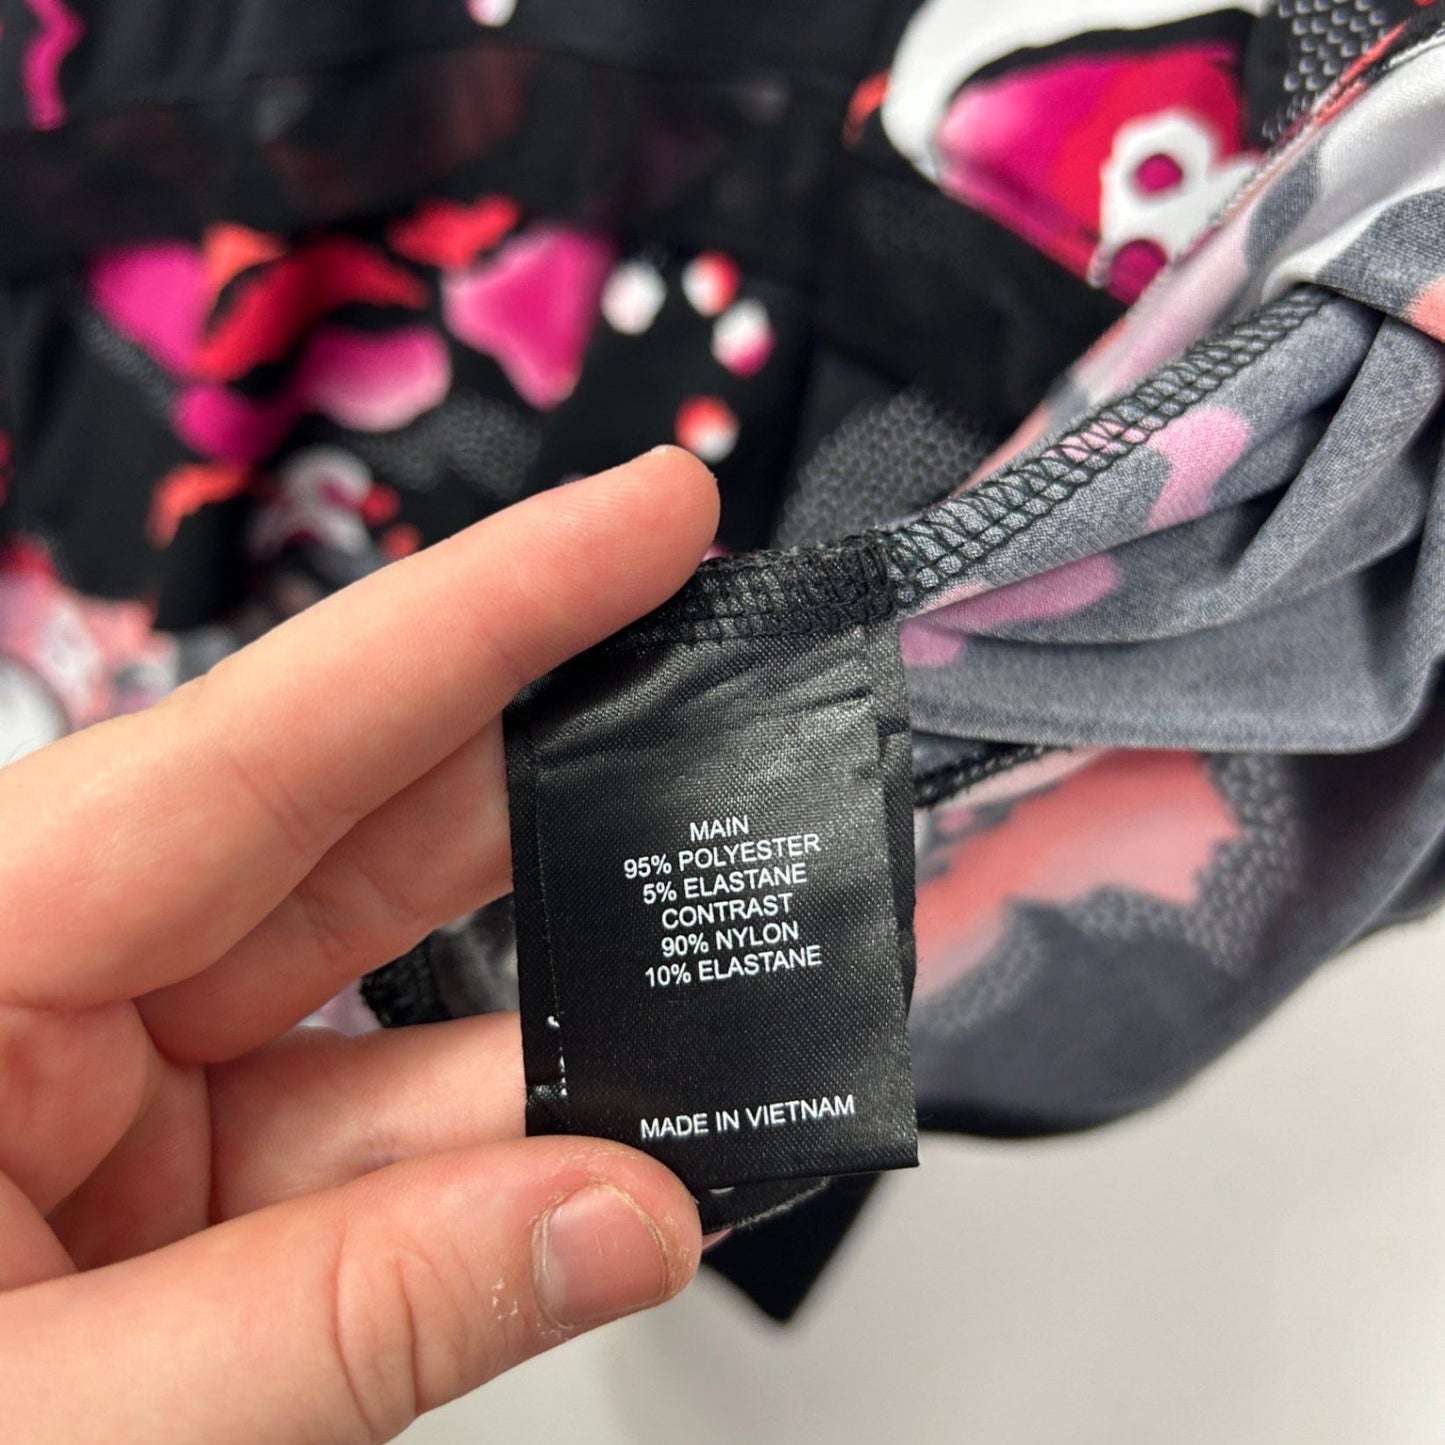 MAIN
95% POLYESTER
5% ELASTANE
CONTRAST
90% NYLON
10% ELASTANE
MADE IN VIETNAM